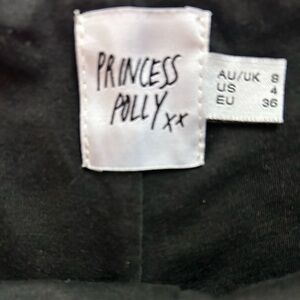 PRINCESS
POLLY xx
AU/UK 8
US 4
EU 36